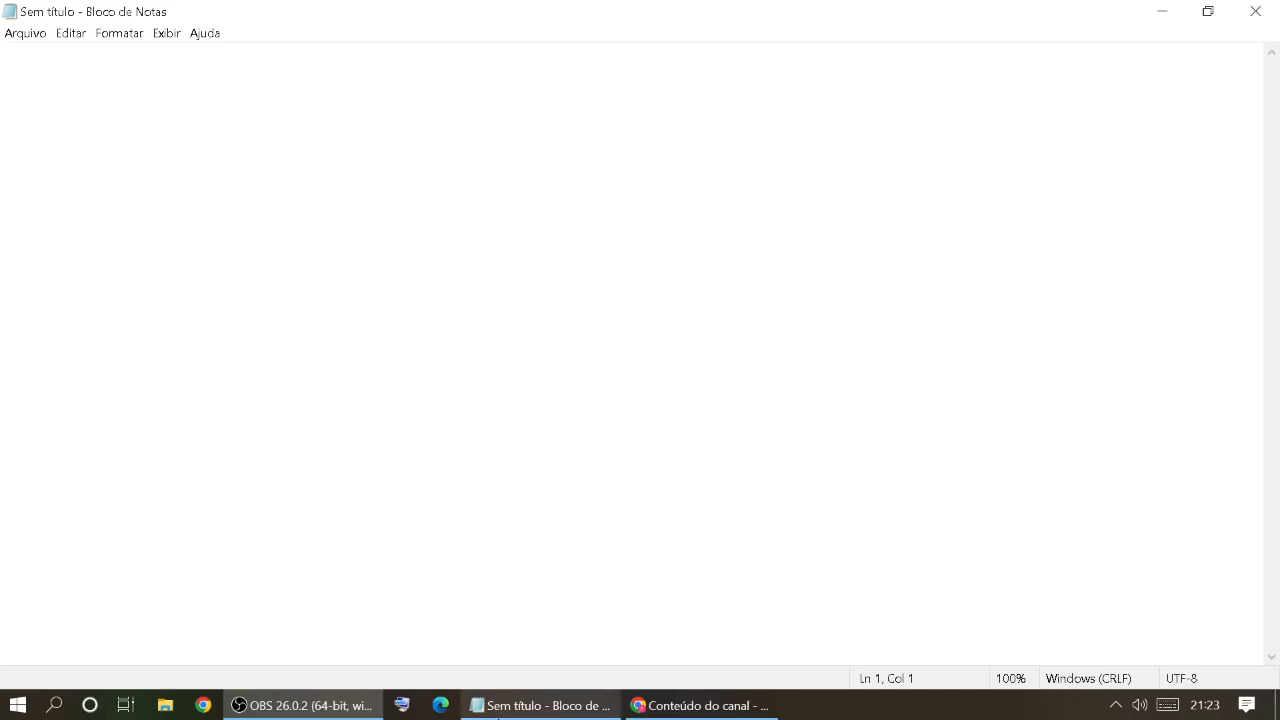 Sem título - Bloco de Notas
Arquivo Editar Formatar Exibir Ajuda
Ln 1, Col 1 100% Windows (CRLF) UTF-8
OBS 26.0.2 (64-bit, wi... Sem título - Bloco de ... Conteúdo do canal - ... 21:23